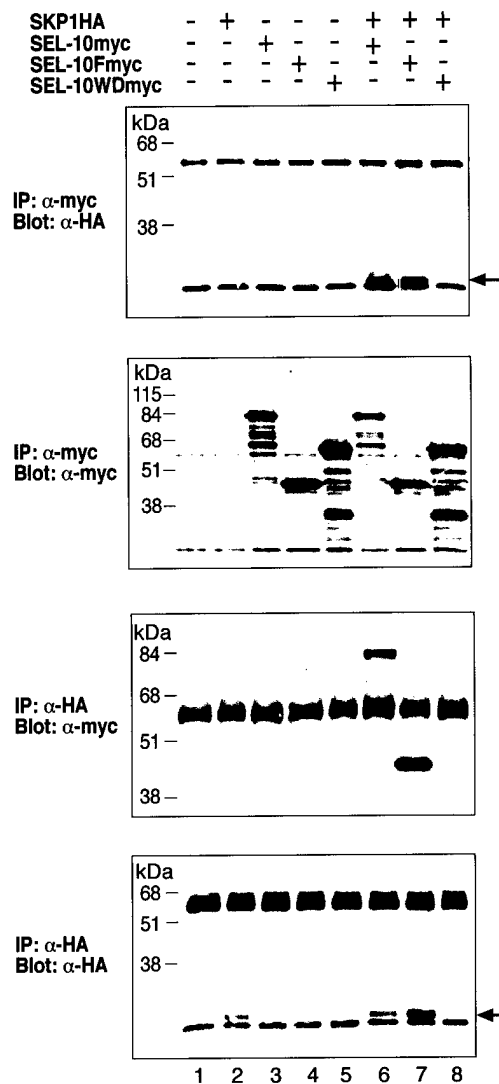 SKP1HA - + - - - + + +
SEL-10myc - - + - - + - -
SEL-10Fmyc - - - + - - + -
SEL-10WDmyc - - - - + - - +
kDa
68
51
38
IP: α-myc
Blot: α-HA
kDa
115
84
68
51
38
IP: α-myc
Blot: α-myc
kDa
84
68
51
38
IP: α-HA
Blot: α-myc
kDa
68
51
38
IP: α-HA
Blot: α-HA
1 2 3 4 5 6 7 8